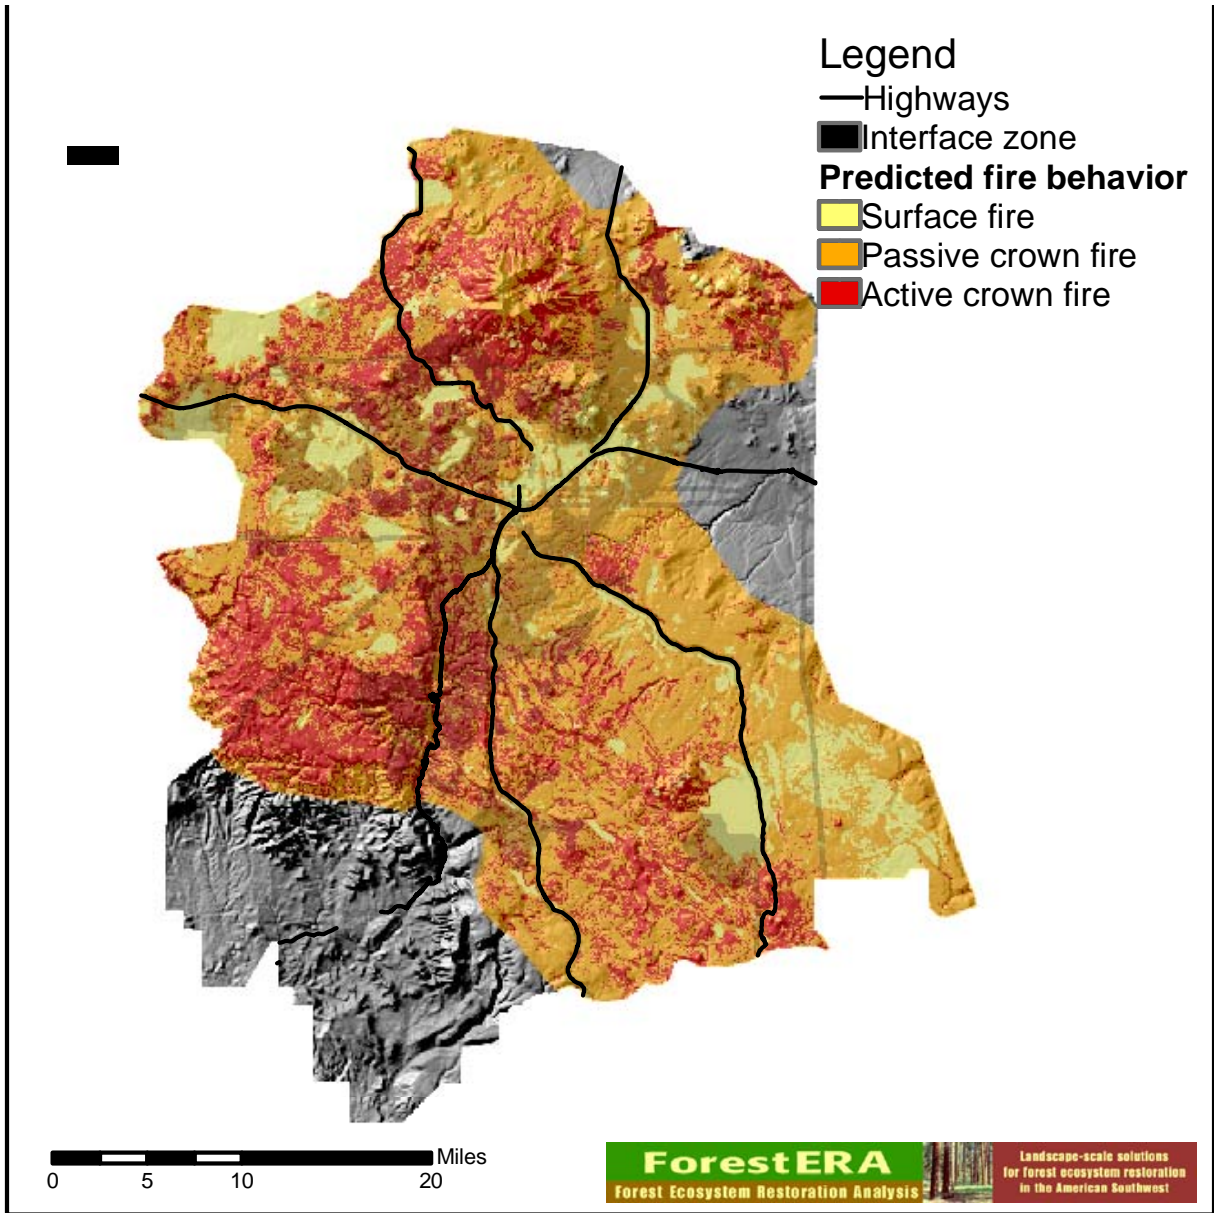 Legend
Highways
Interface zone
Predicted fire behavior
Surface fire
Passive crown fire
Active crown fire
Miles
0 5 10 20
ForestERA
Forest Ecosystem Restoration Analysis
Landscape-scale solutions
for forest ecosystem restoration
in the American Southwest